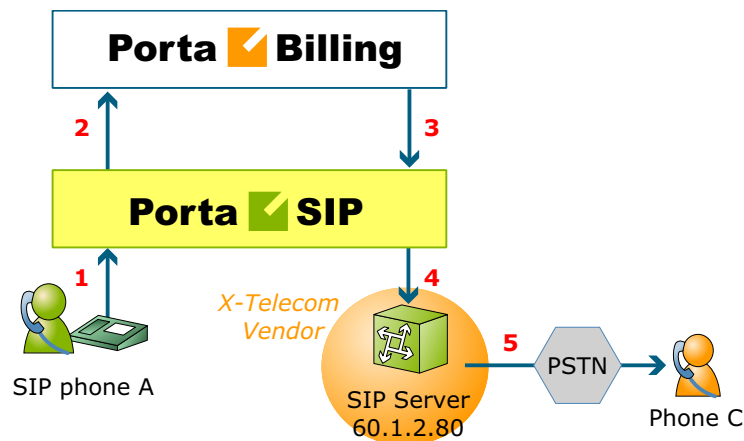 Porta Billing
2
3
Porta SIP
1
4
X-Telecom
Vendor
5
PSTN
SIP phone A
SIP Server
60.1.2.80
Phone C